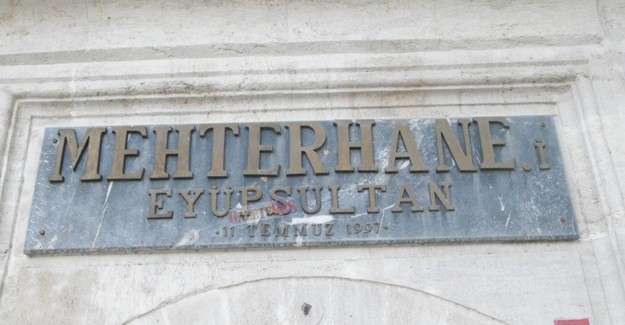 MEHTERHANE.İ
EYÜPSULTAN
·11 TEMMUZ 1997·